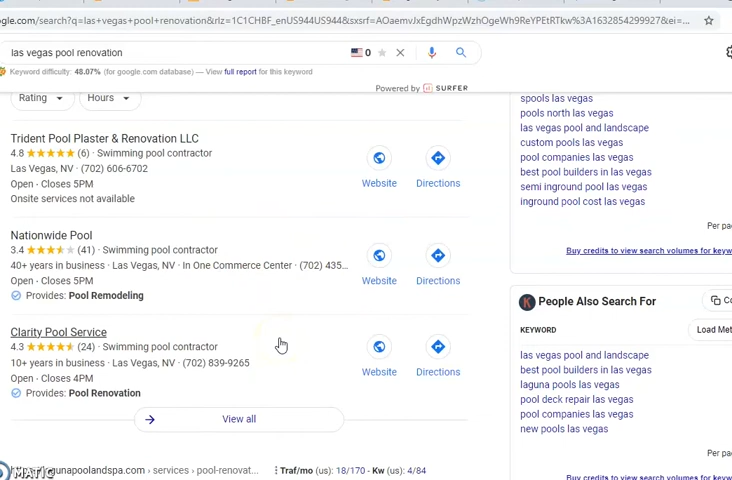 gle.com/search?q=las+vegas+pool+renovation&rlz=1C1CHBF_enUS944US944&sxsrf=AOaemvJxEgdhWpzWzhOgeWh9ReYPEtRTkw%3A1632854299927&ei=...
las vegas pool renovation
0
Keyword difficulty: 48.07% (for google.com database) — View full report for this keyword
Powered by SURFER
Rating
Hours
Trident Pool Plaster & Renovation LLC
4.8 (6) · Swimming pool contractor
Las Vegas, NV · (702) 606-6702
Open · Closes 5PM
Onsite services not available
Website
Directions
Nationwide Pool
3.4 (41) · Swimming pool contractor
40+ years in business · Las Vegas, NV · In One Commerce Center · (702) 435...
Open · Closes 5PM
Provides: Pool Remodeling
Website
Directions
Clarity Pool Service
4.3 (24) · Swimming pool contractor
10+ years in business · Las Vegas, NV · (702) 839-9265
Open · Closes 4PM
Provides: Pool Renovation
Website
Directions
View all
MATIC
unapoolandspa.com › services › pool-renovat...
Traf/mo (us): 18/170 - Kw (us): 4/84
spools las vegas
pools north las vegas
las vegas pool and landscape
custom pools las vegas
pool companies las vegas
best pool builders in las vegas
semi inground pool las vegas
inground pool cost las vegas
Per pa
Buy credits to view search volumes for keyw
K People Also Search For
Co
KEYWORD
Load Met
las vegas pool and landscape
best pool builders in las vegas
laguna pools las vegas
pool deck repair las vegas
pool companies las vegas
new pools las vegas
Per pa
Buy credits to view search volumes for keyw